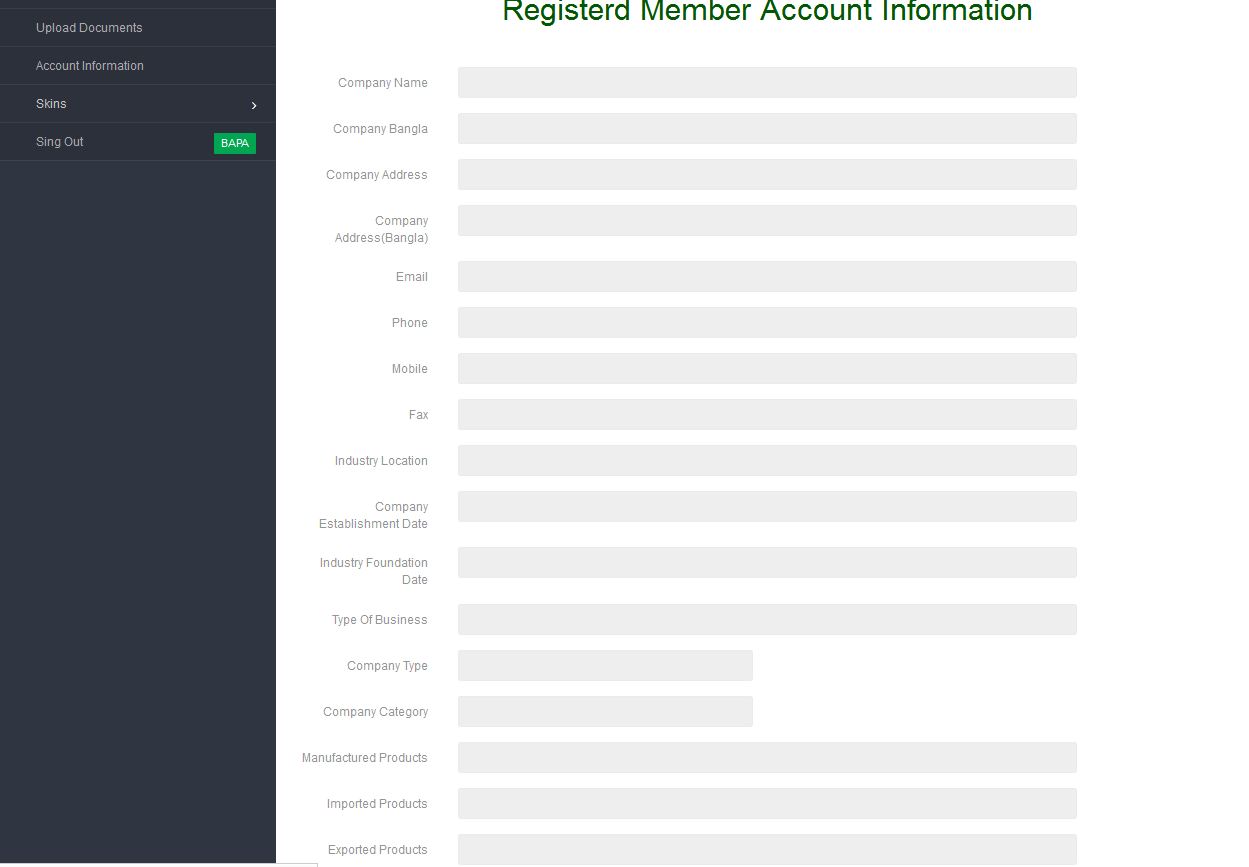 Upload Documents
Account Information
Skins
Sing Out
BAPA
Registerd Member Account Information
Company Name
Company Bangla
Company Address
Company
Address(Bangla)
Email
Phone
Mobile
Fax
Industry Location
Company
Establishment Date
Industry Foundation
Date
Type Of Business
Company Type
Company Category
Manufactured Products
Imported Products
Exported Products